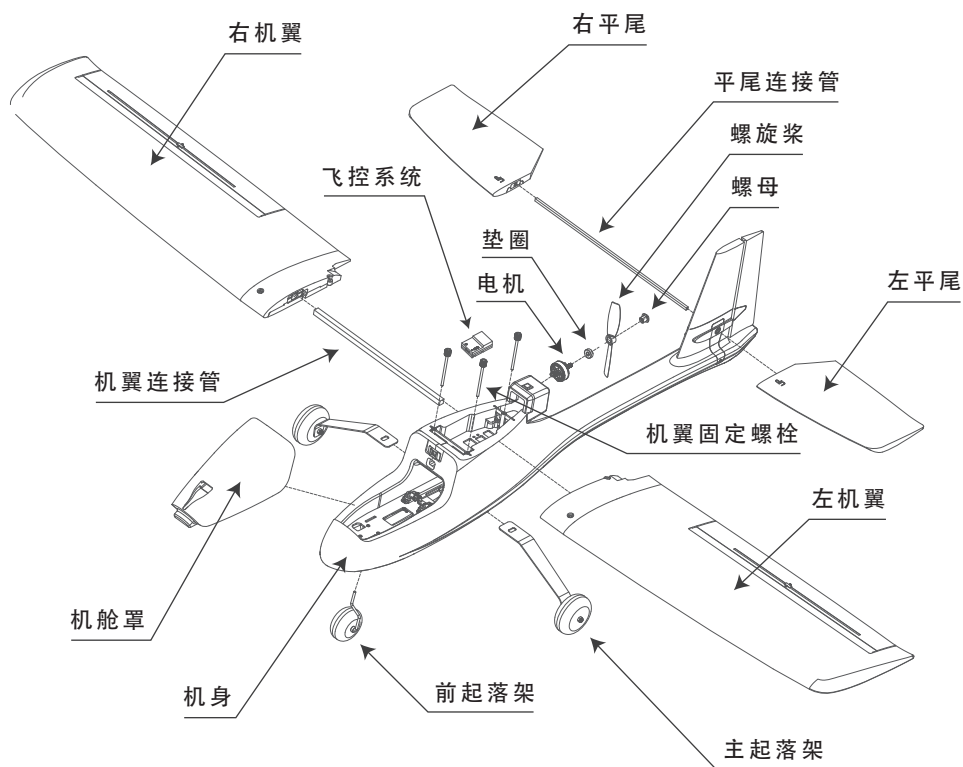 右机翼
右平尾
平尾连接管
螺旋桨
飞控系统
螺母
垫圈
左平尾
电机
机翼连接管
机翼固定螺栓
左机翼
机舱罩
机身
前起落架
主起落架